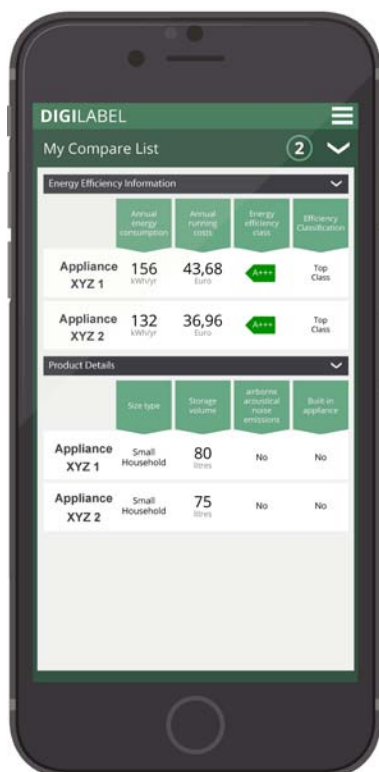 DIGILABEL
My Compare List 2
Energy Efficiency Information
Annual energy consumption Annual running costs Energy efficiency class Efficiency Classification
Appliance XYZ 1 156 kWh/yr 43,68 Euro A+++ Top Class
Appliance XYZ 2 132 kWh/yr 36,96 Euro A+++ Top Class
Product Details
Size type Storage volume airborne acoustical noise emissions Built-in appliance
Appliance XYZ 1 Small Household 80 litres No No
Appliance XYZ 2 Small Household 75 litres No No